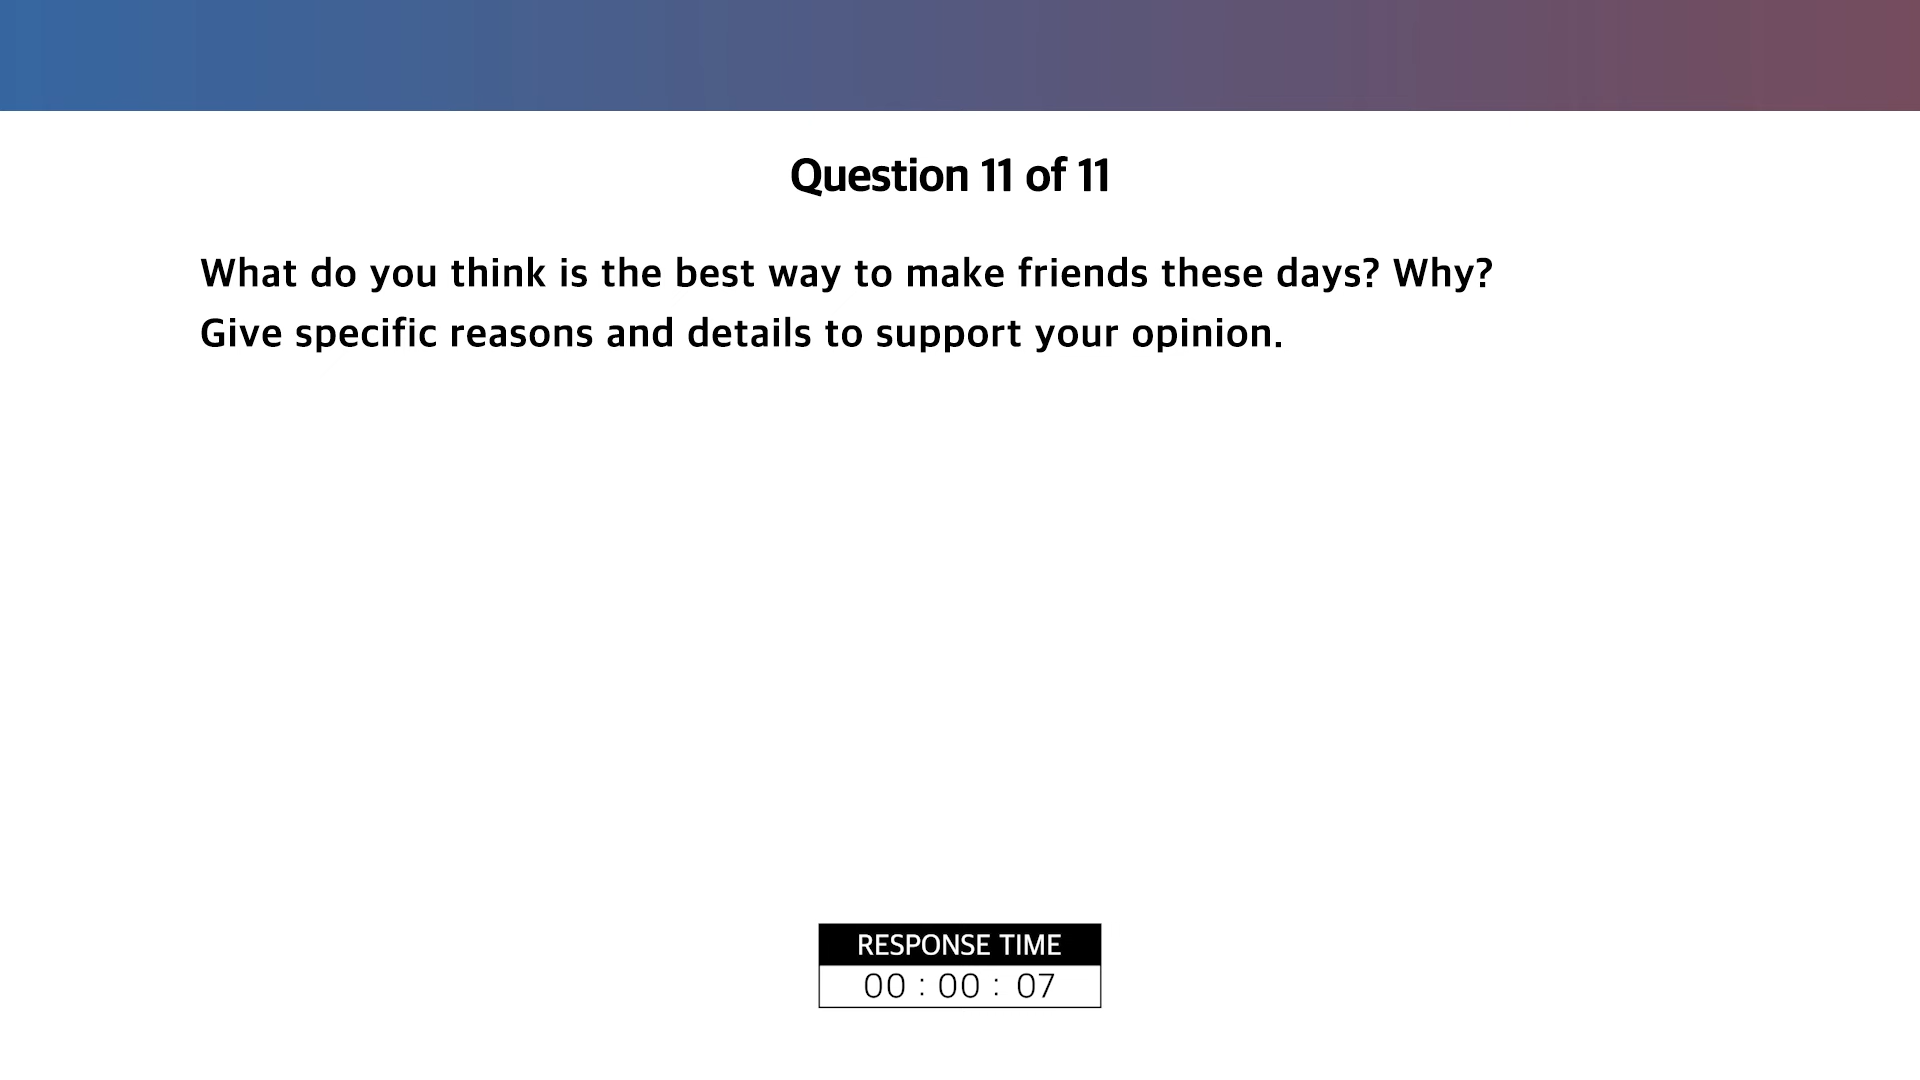 Question 11 of 11
What do you think is the best way to make friends these days? Why?
Give specific reasons and details to support your opinion.
RESPONSE TIME
00 : 00 : 07